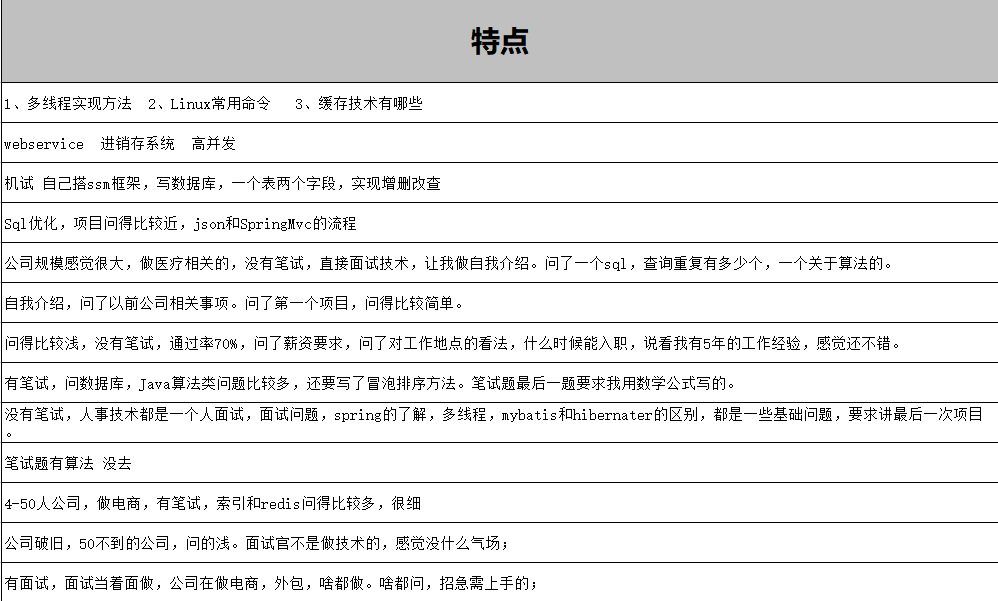 特点
1、多线程实现方法  2、Linux常用命令   3、缓存技术有哪些
webservice  进销存系统  高并发
机试 自己搭ssm框架，写数据库，一个表两个字段，实现增删改查
Sql优化，项目问得比较近，json和SpringMvc的流程
公司规模感觉很大，做医疗相关的，没有笔试，直接面试技术，让我做自我介绍。问了一个sql，查询重复有多少个，一个关于算法的。
自我介绍，问了以前公司相关事项。问了第一个项目，问得比较简单。
问得比较浅，没有笔试，通过率70%，问了薪资要求，问了对工作地点的看法，什么时候能入职，说看我有5年的工作经验，感觉还不错。
有笔试，问数据库，Java算法类问题比较多，还要写了冒泡排序方法。笔试题最后一题要求我用数学公式写的。
没有笔试，人事技术都是一个人面试，面试问题，spring的了解，多线程，mybatis和hibernater的区别，都是一些基础问题，要求讲最后一次项目
。
笔试题有算法 没去
4-50人公司，做电商，有笔试，索引和redis问得比较多，很细
公司破旧，50不到的公司，问的浅。面试官不是做技术的，感觉没什么气场；
有面试，面试当着面做，公司在做电商，外包，啥都做。啥都问，招急需上手的；